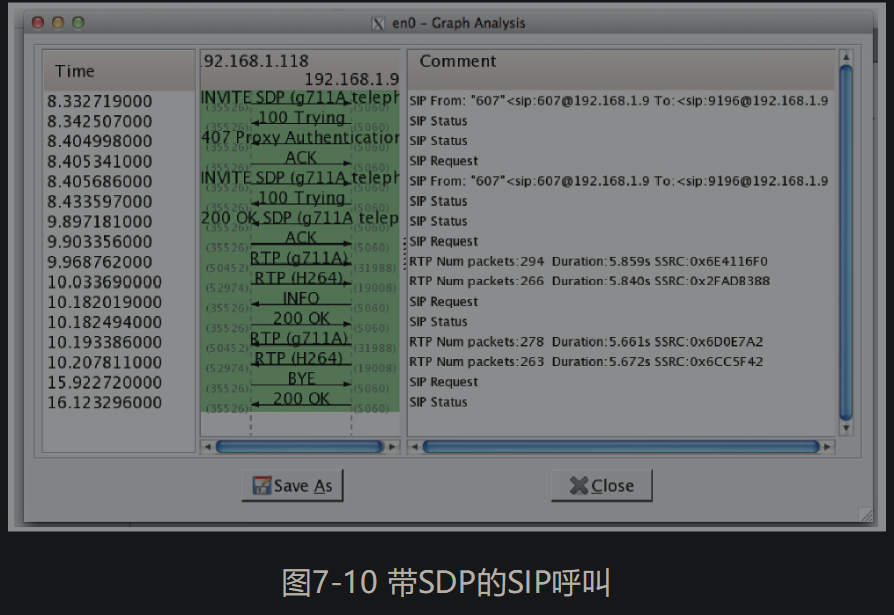 en0 - Graph Analysis
Time
92.168.1.118
192.168.1.9
Comment
8.332719000 INVITE SDP (g711A teleph (35526) (5060) SIP From: "607"<sip:607@192.168.1.9 To:<sip:9196@192.168.1.9
8.342507000 100 Trying (35526) (5060) SIP Status
8.404998000 407 Proxy Authentication (35526) (5060) SIP Status
8.405341000 ACK (35526) (5060) SIP Request
8.405686000 INVITE SDP (g711A teleph (35526) (5060) SIP From: "607"<sip:607@192.168.1.9 To:<sip:9196@192.168.1.9
8.433597000 100 Trying (35526) (5060) SIP Status
9.897181000 200 OK SDP (g711A telep (35526) (5060) SIP Status
9.903356000 ACK (35526) (5060) SIP Request
9.968762000 RTP (g711A) (50452) (31988) RTP Num packets:294 Duration:5.859s SSRC:0x6E4116F0
10.033690000 RTP (H264) (52974) (19008) RTP Num packets:266 Duration:5.840s SSRC:0x2FADB388
10.182019000 INFO (35526) (5060) SIP Request
10.182494000 200 OK (35526) (5060) SIP Status
10.193386000 RTP (g711A) (50452) (31988) RTP Num packets:278 Duration:5.661s SSRC:0x6D0E7A2
10.207811000 RTP (H264) (52974) (19008) RTP Num packets:263 Duration:5.672s SSRC:0x6CC5F42
15.922720000 BYE (35526) (5060) SIP Request
16.123296000 200 OK (35526) (5060) SIP Status
Save As
Close
图7-10 带SDP的SIP呼叫